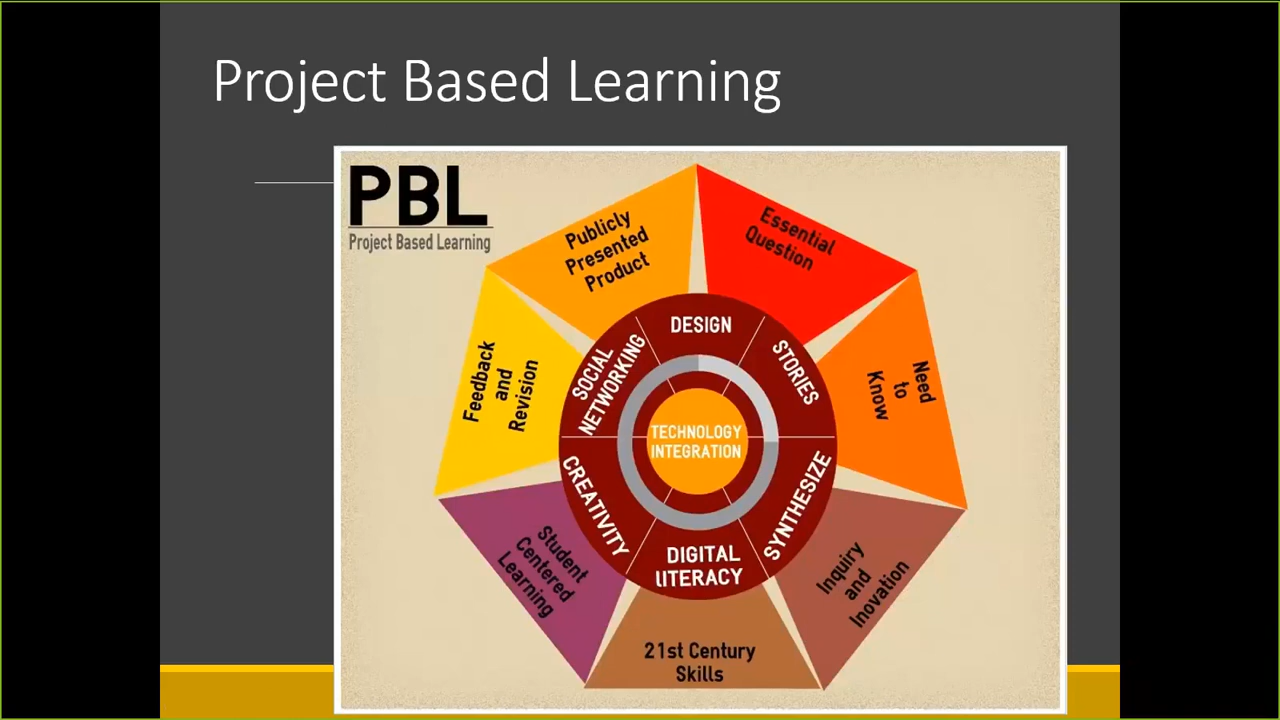 Project Based Learning
PBL
Project Based Learning
Publicly
Presented
Product
Essential
Question
Need
to
Know
Inquiry
and
Inovation
21st Century
Skills
Student
Centered
Learning
Feedback
and
Revision
DESIGN
STORIES
SYNTHESIZE
DIGITAL
lITERACY
CREATIVITY
SOCIAL
NETWORKING
TECHNOLOGY
INTEGRATION